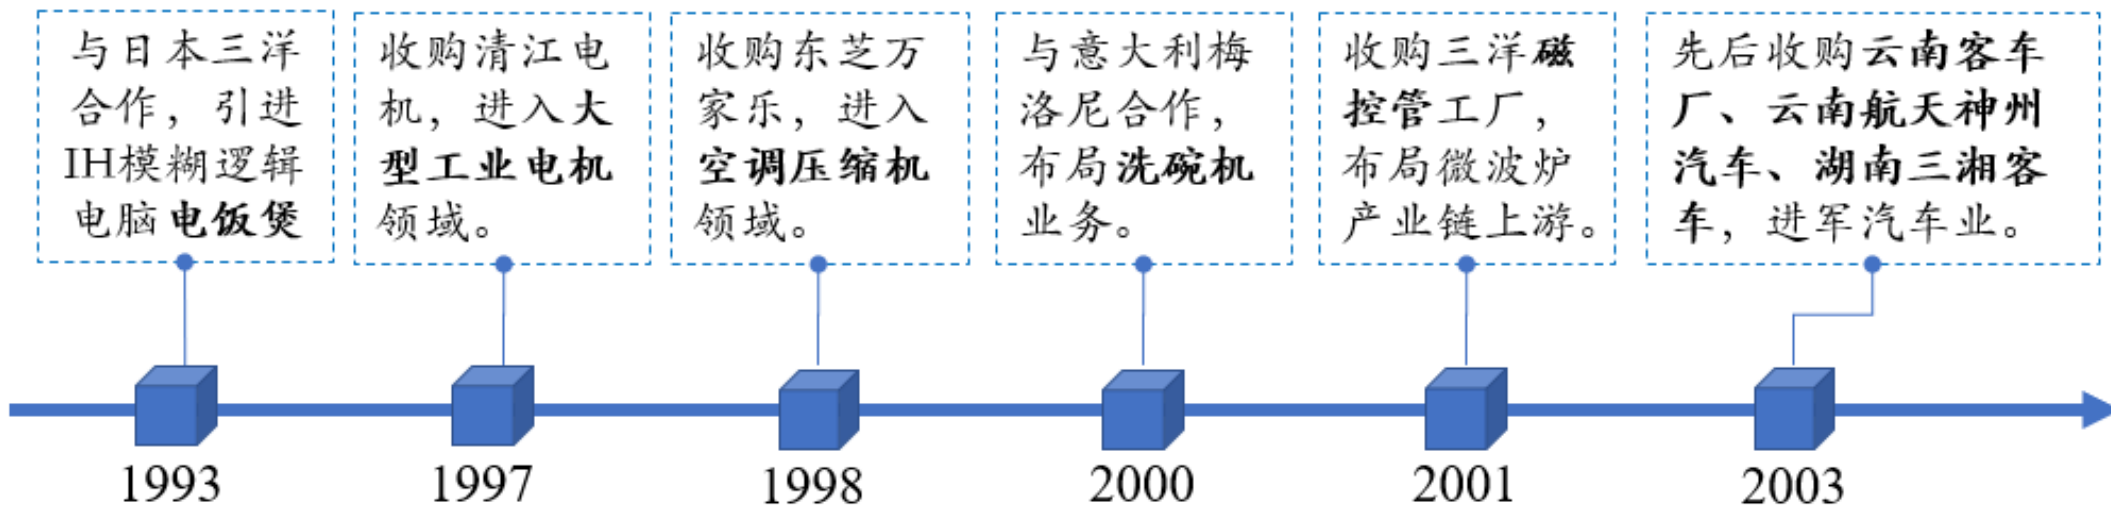 与日本三洋
合作，引进
IH模糊逻辑
电脑电饭煲
收购清江电
机，进入大
型工业电机
领域。
收购东芝万
家乐，进入
空调压缩机
领域。
与意大利梅
洛尼合作，
布局洗碗机
业务。
收购三洋磁
控管工厂，
布局微波炉
产业链上游。
先后收购云南客车
厂、云南航天神州
汽车、湖南三湘客
车，进军汽车业。
1993
1997
1998
2000
2001
2003